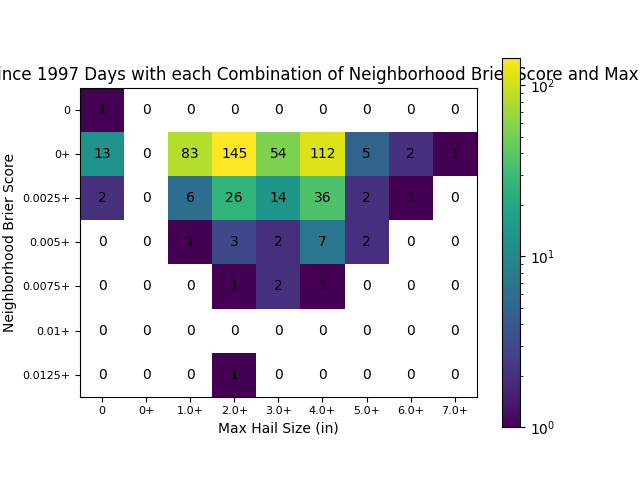 ince 1997 Days with each Combination of Neighborhood Brier Score and Max
Neighborhood Brier Score
0 1 0 0 0 0 0 0 0 0
0+ 13 0 83 145 54 112 5 2 1
0.0025+ 2 0 6 26 14 36 2 1 0
0.005+ 0 0 1 3 2 7 2 0 0
0.0075+ 0 0 0 1 2 1 0 0 0
0.01+ 0 0 0 0 0 0 0 0 0
0.0125+ 0 0 0 1 0 0 0 0 0
0 0+ 1.0+ 2.0+ 3.0+ 4.0+ 5.0+ 6.0+ 7.0+
Max Hail Size (in)
10²
10¹
10⁰